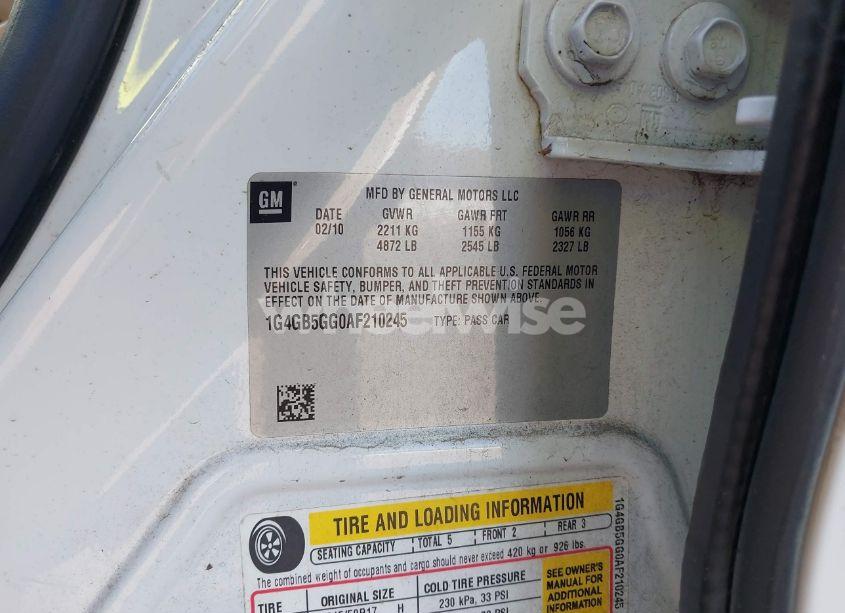 GM
MFD BY GENERAL MOTORS LLC
DATE GVWR GAWR FRT GAWR RR
02/10 2211 KG 1155 KG 1056 KG
4872 LB 2545 LB 2327 LB
THIS VEHICLE CONFORMS TO ALL APPLICABLE U.S. FEDERAL MOTOR
VEHICLE SAFETY, BUMPER, AND THEFT PREVENTION STANDARDS IN
EFFECT ON THE DATE OF MANUFACTURE SHOWN ABOVE.
1G4GB5GG0AF210245 TYPE: PASS CAR
TIRE AND LOADING INFORMATION
SEATING CAPACITY TOTAL 5 FRONT 2 REAR 3
The combined weight of occupants and cargo should never exceed 420 kg or 926 lbs.
TIRE ORIGINAL SIZE COLD TIRE PRESSURE
H 230 kPa, 33 PSI
SEE OWNER'S
MANUAL FOR
ADDITIONAL
INFORMATION
1G4GB5GG0AF210245